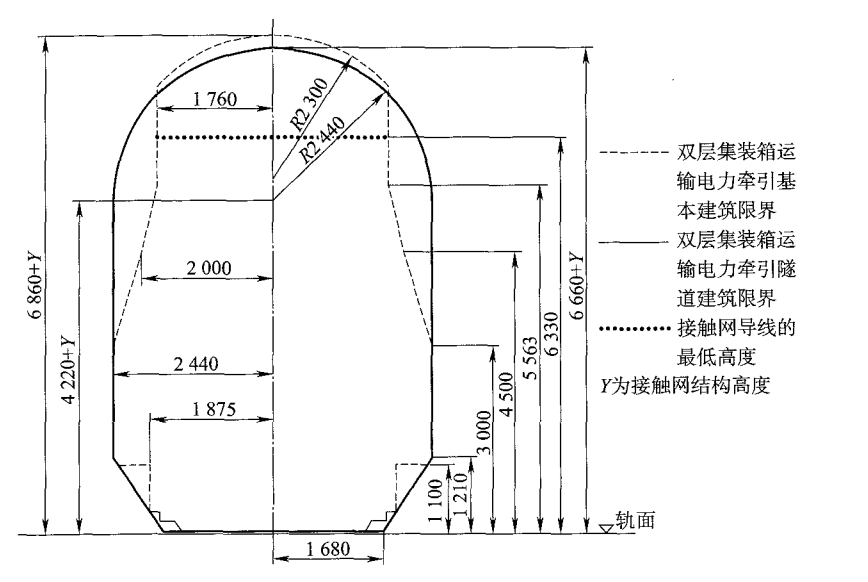 1 760
R2 300
R2 440
双层集装箱运
输电力牵引基
本建筑限界
双层集装箱运
输电力牵引隧
道建筑限界
接触网导线的
最低高度
Y为接触网结构高度
6 860+Y
4 220+Y
2 000
2 440
1 875
3 000
4 500
5 563
6 330
6 660+Y
1 100
1 210
轨面
1 680